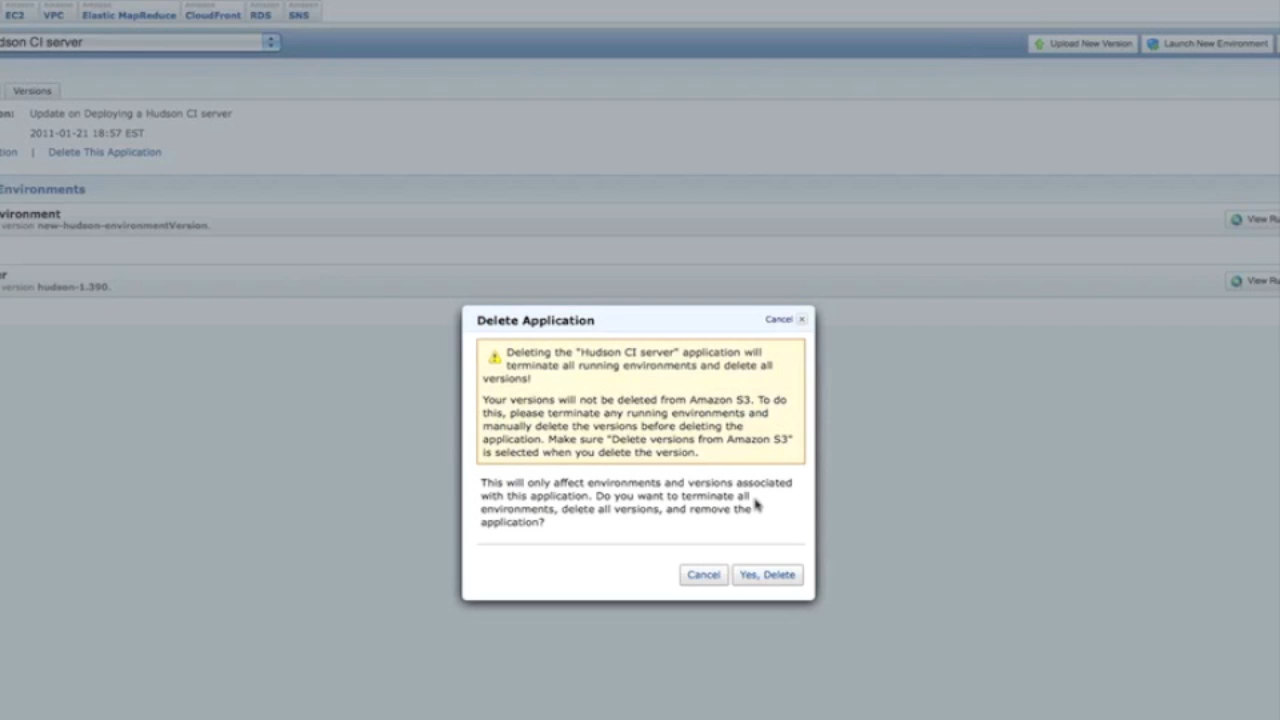 Amazon Amazon Amazon Amazon Amazon Amazon
EC2 VPC Elastic MapReduce CloudFront RDS SNS
dson CI server
Upload New Version Launch New Environment
Versions
on: Update on Deploying a Hudson CI server
2011-01-21 18:57 EST
tion | Delete This Application
Environments
vironment
version new-hudson-environmentVersion.
View Ru
r
version hudson-1.390.
View Ru
Delete Application
Cancel
Deleting the "Hudson CI server" application will
terminate all running environments and delete all
versions!
Your versions will not be deleted from Amazon S3. To do
this, please terminate any running environments and
manually delete the versions before deleting the
application. Make sure "Delete versions from Amazon S3"
is selected when you delete the version.
This will only affect environments and versions associated
with this application. Do you want to terminate all
environments, delete all versions, and remove the
application?
Cancel Yes, Delete